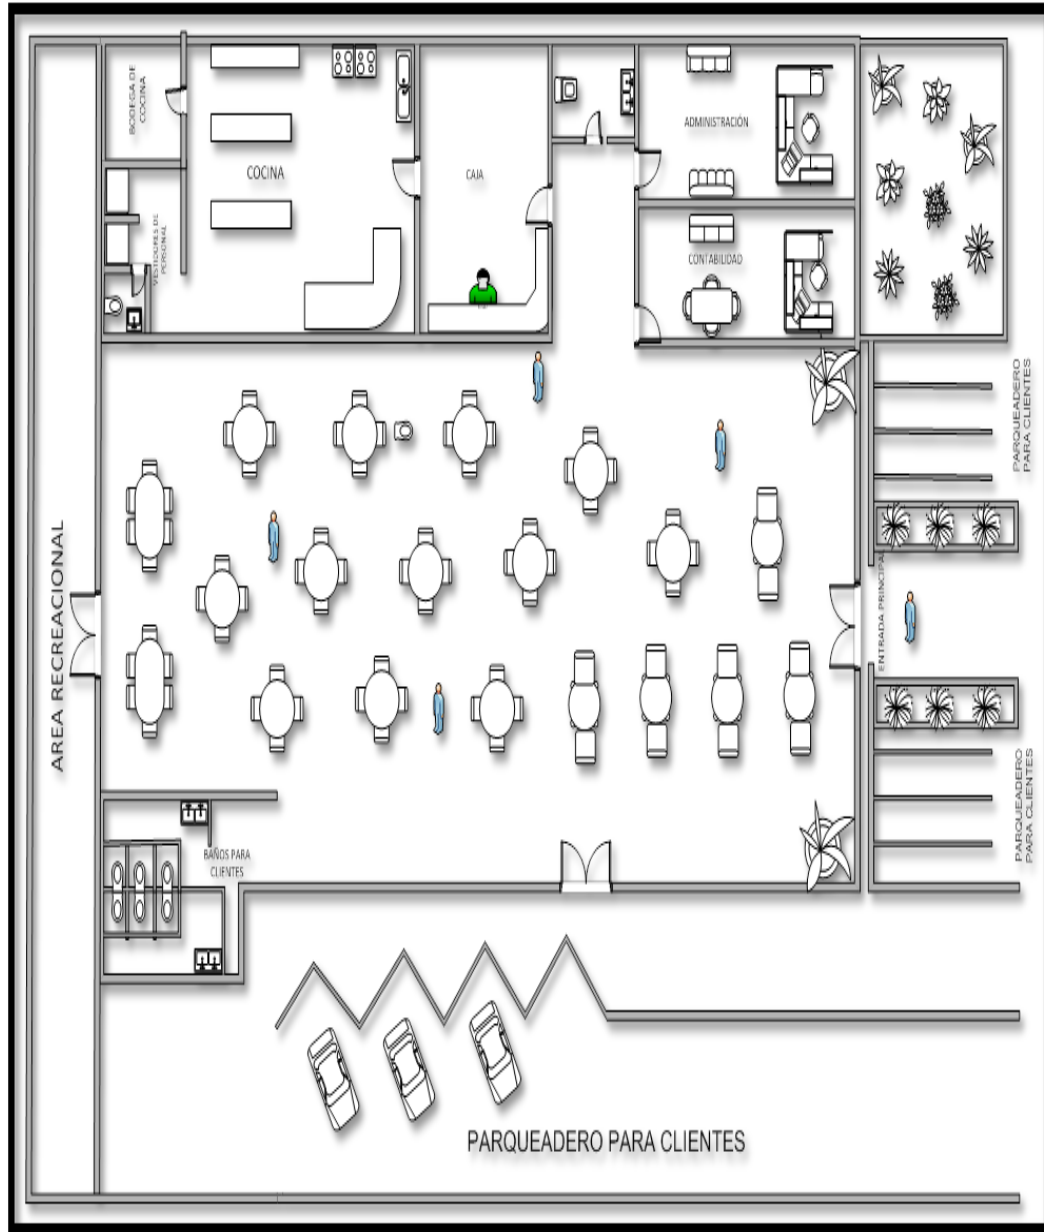 BODEGA DE
COCINA
COCINA
CAJA
ADMINISTRACIÓN
VESTIDORES DE
PERSONAL
CONTABILIDAD
PARQUEADERO
PARA CLIENTES
AREA RECREACIONAL
ENTRADA PRINCIPAL
PARQUEADERO
PARA CLIENTES
BAÑOS PARA
CLIENTES
PARQUEADERO PARA CLIENTES